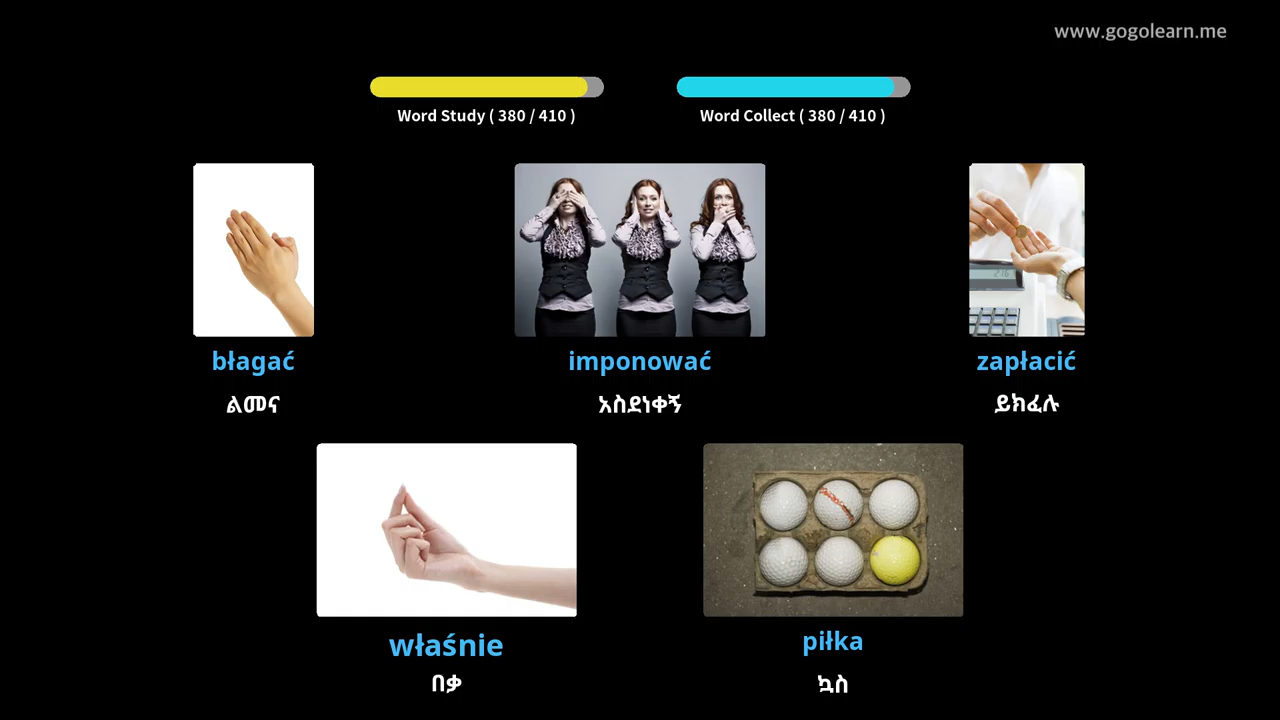 www.gogolearn.me
Word Study ( 380 / 410 )
Word Collect ( 380 / 410 )
błagać
imponować
zapłacić
ልመና
አስደነቀኝ
ይክፈሉ
właśnie
piłka
በቃ
ኳስ